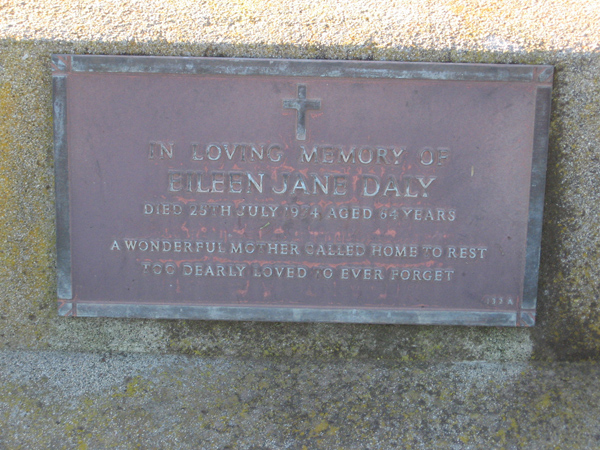 IN LOVING MEMORY OF
EILEEN JANE DALY
DIED 25TH JULY 1974 AGED 64 YEARS
A WONDERFUL MOTHER CALLED HOME TO REST
TOO DEARLY LOVED TO EVER FORGET